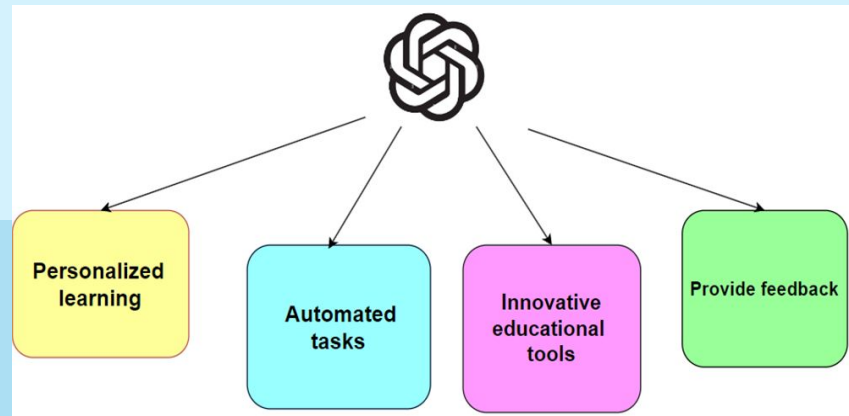 Personalized
learning
Automated
tasks
Innovative
educational
tools
Provide feedback